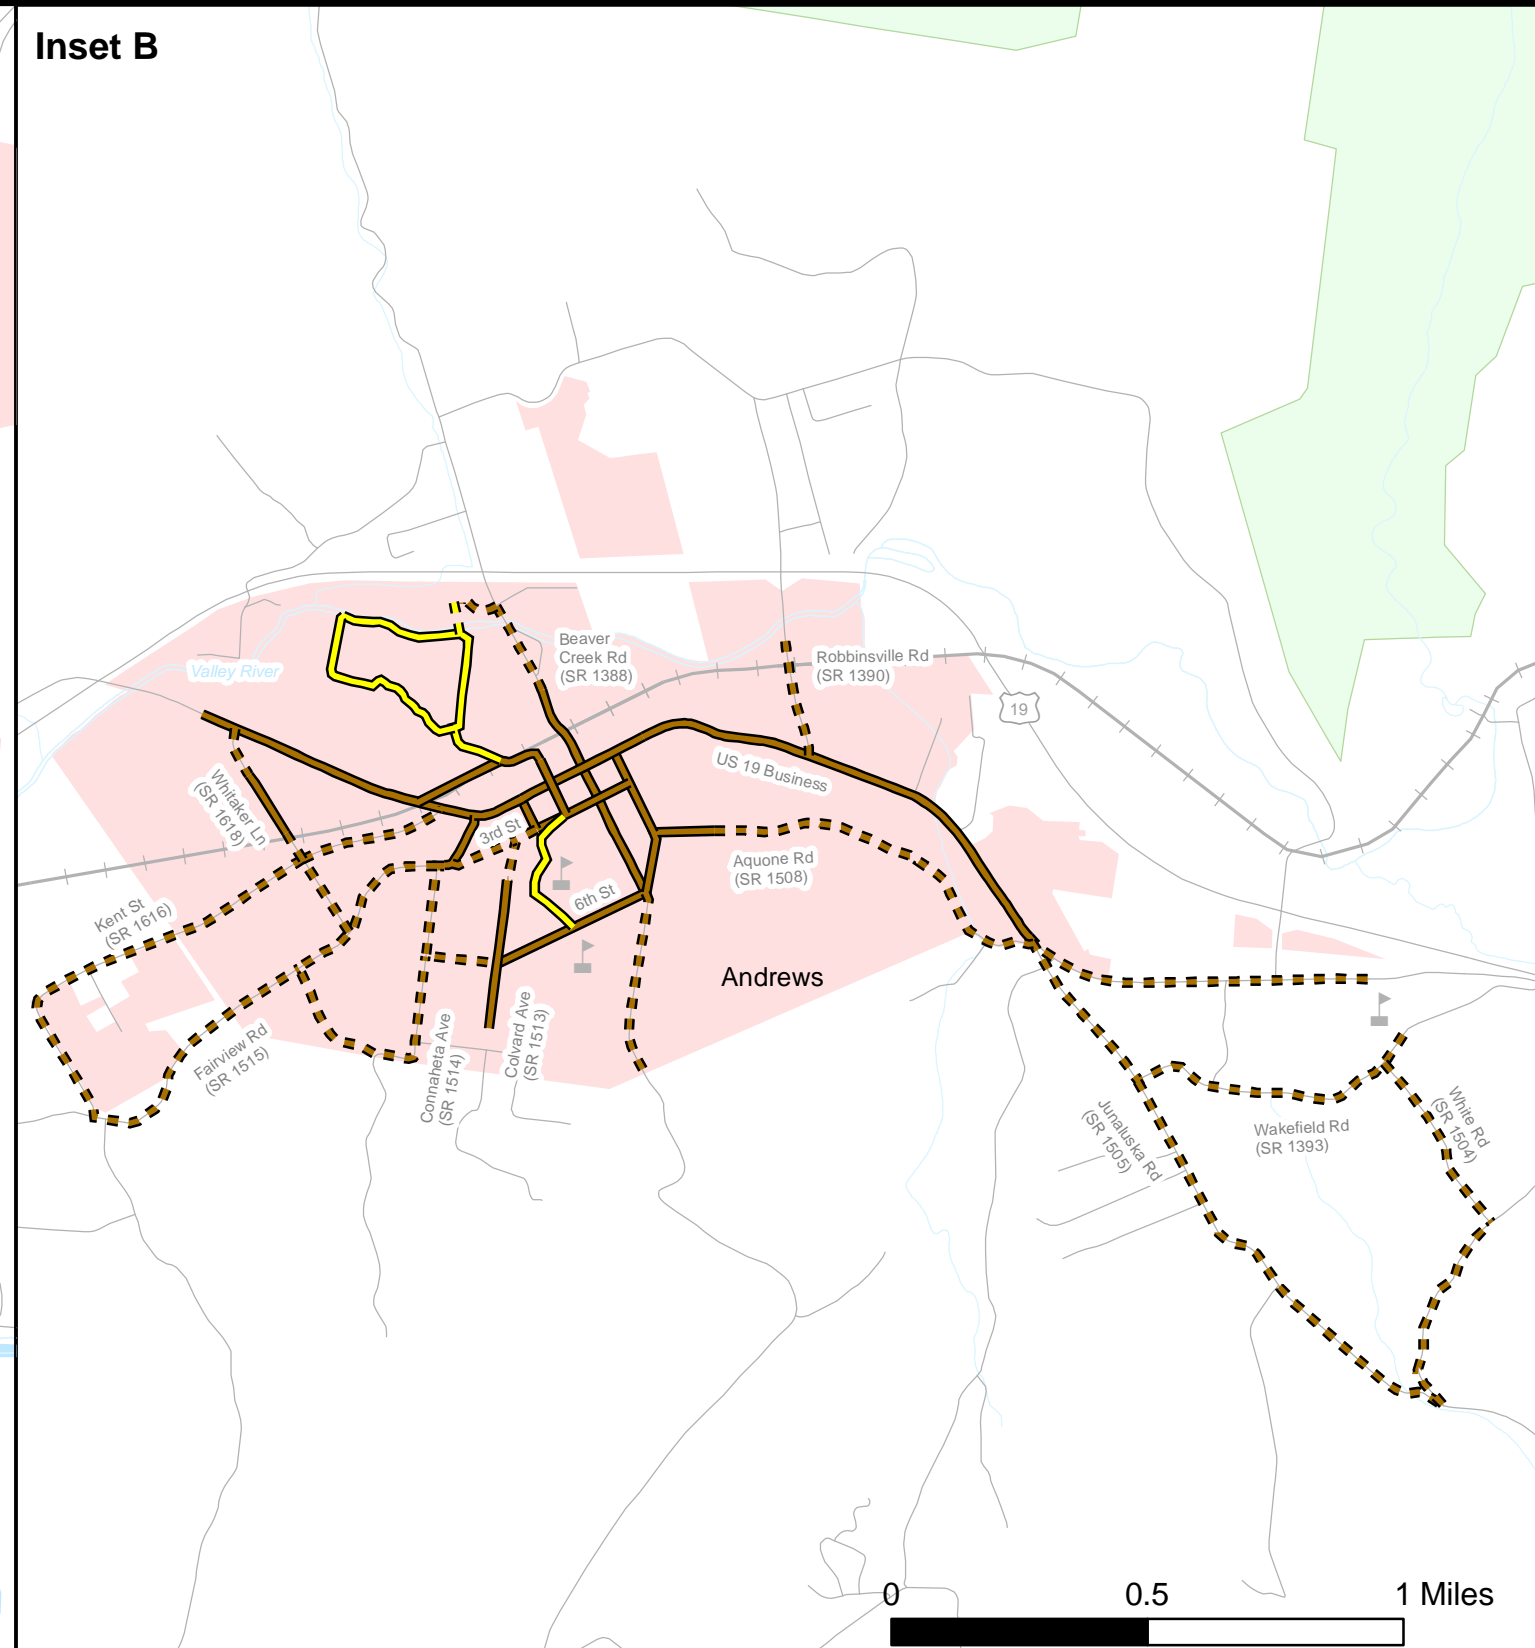 Inset B
Beaver
Creek Rd
(SR 1388)
Robbinsville Rd
(SR 1390)
Valley River
19
US 19 Business
Whitaker Ln
(SR 1618)
3rd St
Aquone Rd
(SR 1508)
6th St
Kent St
(SR 1616)
Andrews
Fairview Rd
(SR 1515)
Connaheta Ave
(SR 1514)
Colvard Ave
(SR 1513)
Junaluska Rd
(SR 1505)
Wakefield Rd
(SR 1393)
White Rd
(SR 1504)
0 0.5 1 Miles